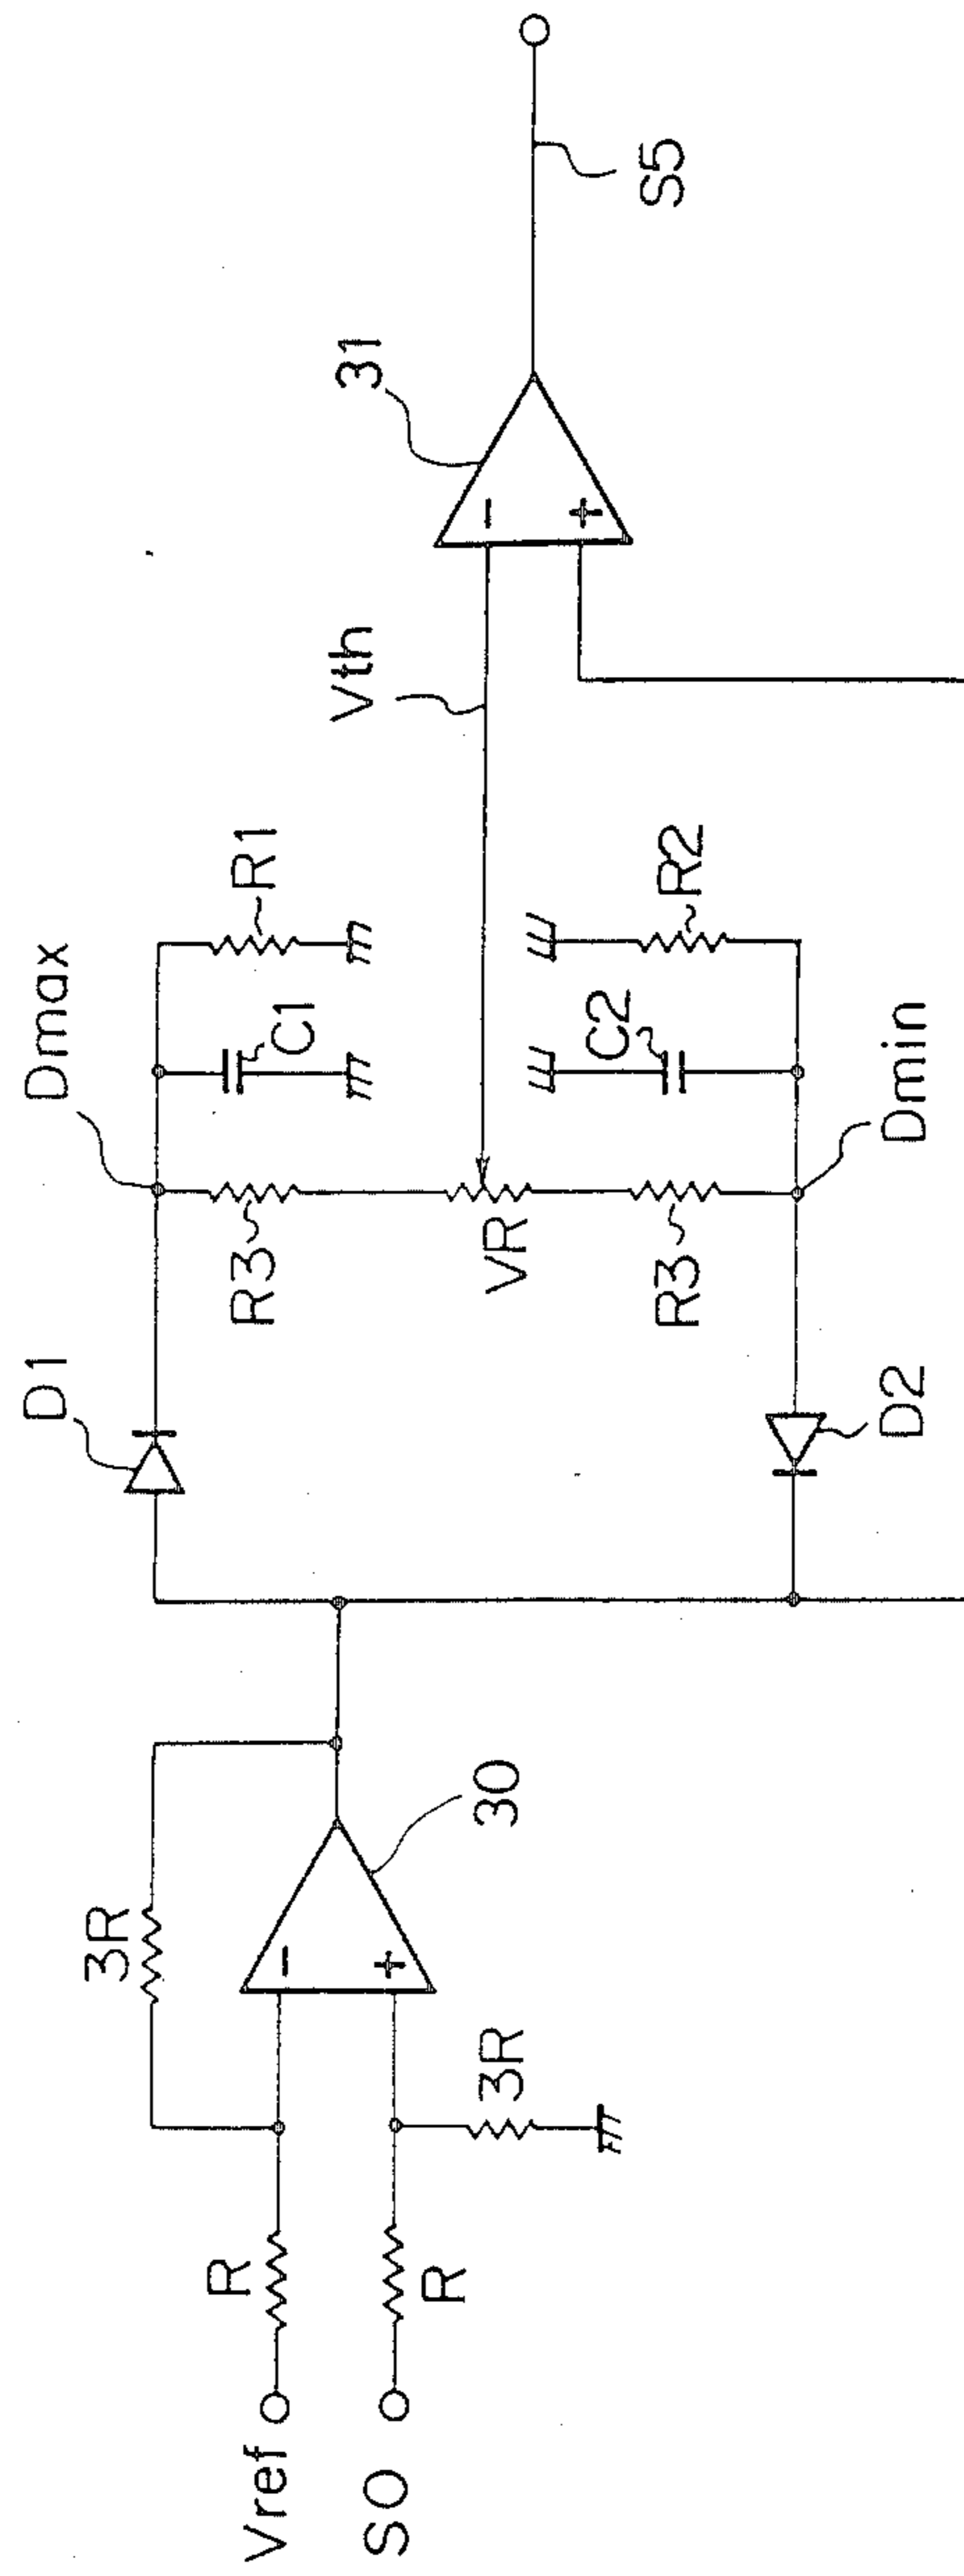 Vref
SO
R
R
3R
3R
30
D1
D2
Dmax
R3
VR
R3
Dmin
C1
R1
C2
R2
Vth
31
S5
−
+
−
+